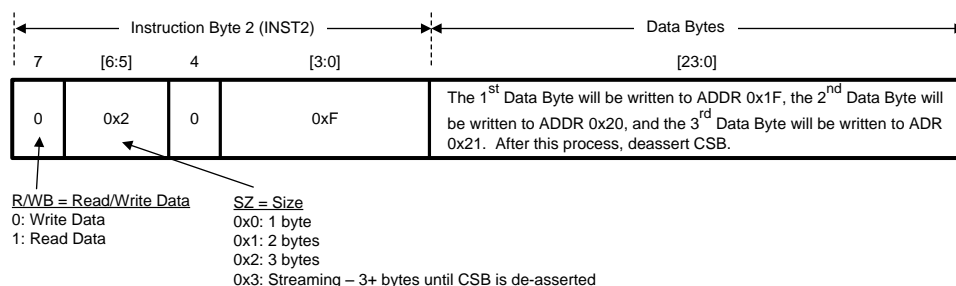 Instruction Byte 2 (INST2) Data Bytes
7 [6:5] 4 [3:0] [23:0]
The 1st Data Byte will be written to ADDR 0x1F, the 2nd Data Byte will
0 0x2 0 0xF be written to ADDR 0x20, and the 3rd Data Byte will be written to ADR
0x21. After this process, deassert CSB.
R/WB = Read/Write Data SZ = Size
0: Write Data 0x0: 1 byte
1: Read Data 0x1: 2 bytes
0x2: 3 bytes
0x3: Streaming – 3+ bytes until CSB is de-asserted